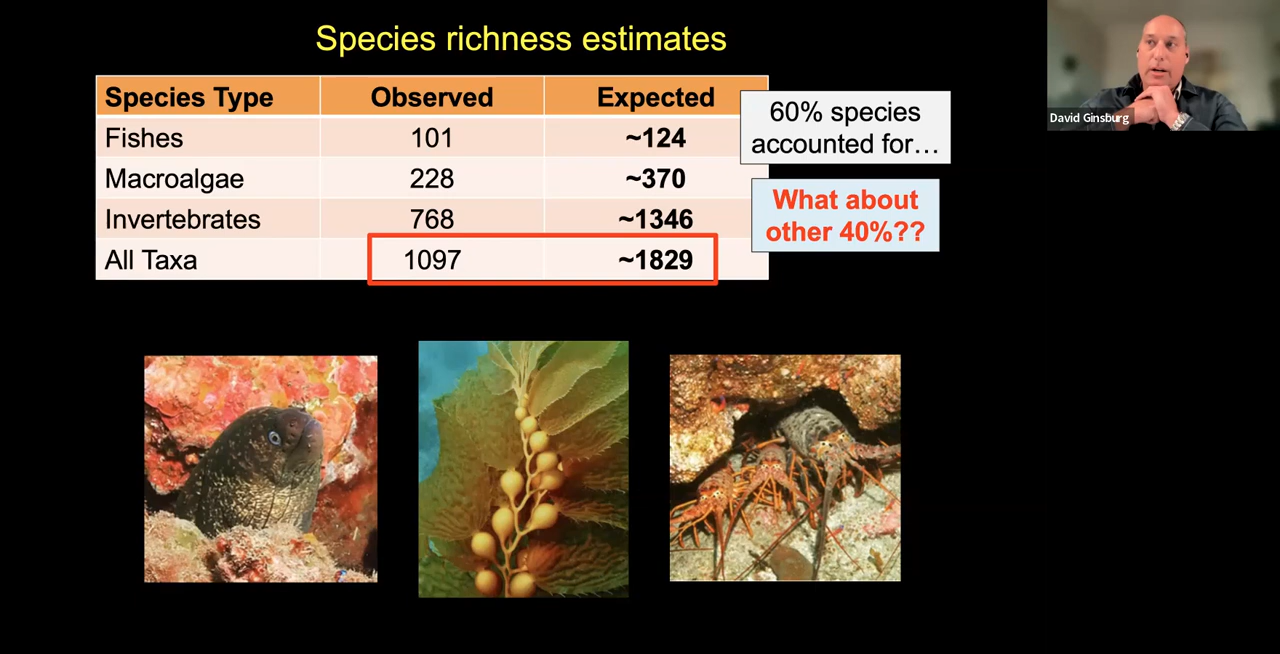 Species richness estimates
Species Type Observed Expected
Fishes 101 ~124
Macroalgae 228 ~370
Invertebrates 768 ~1346
All Taxa 1097 ~1829
60% species
accounted for…
What about
other 40%??
David Ginsburg